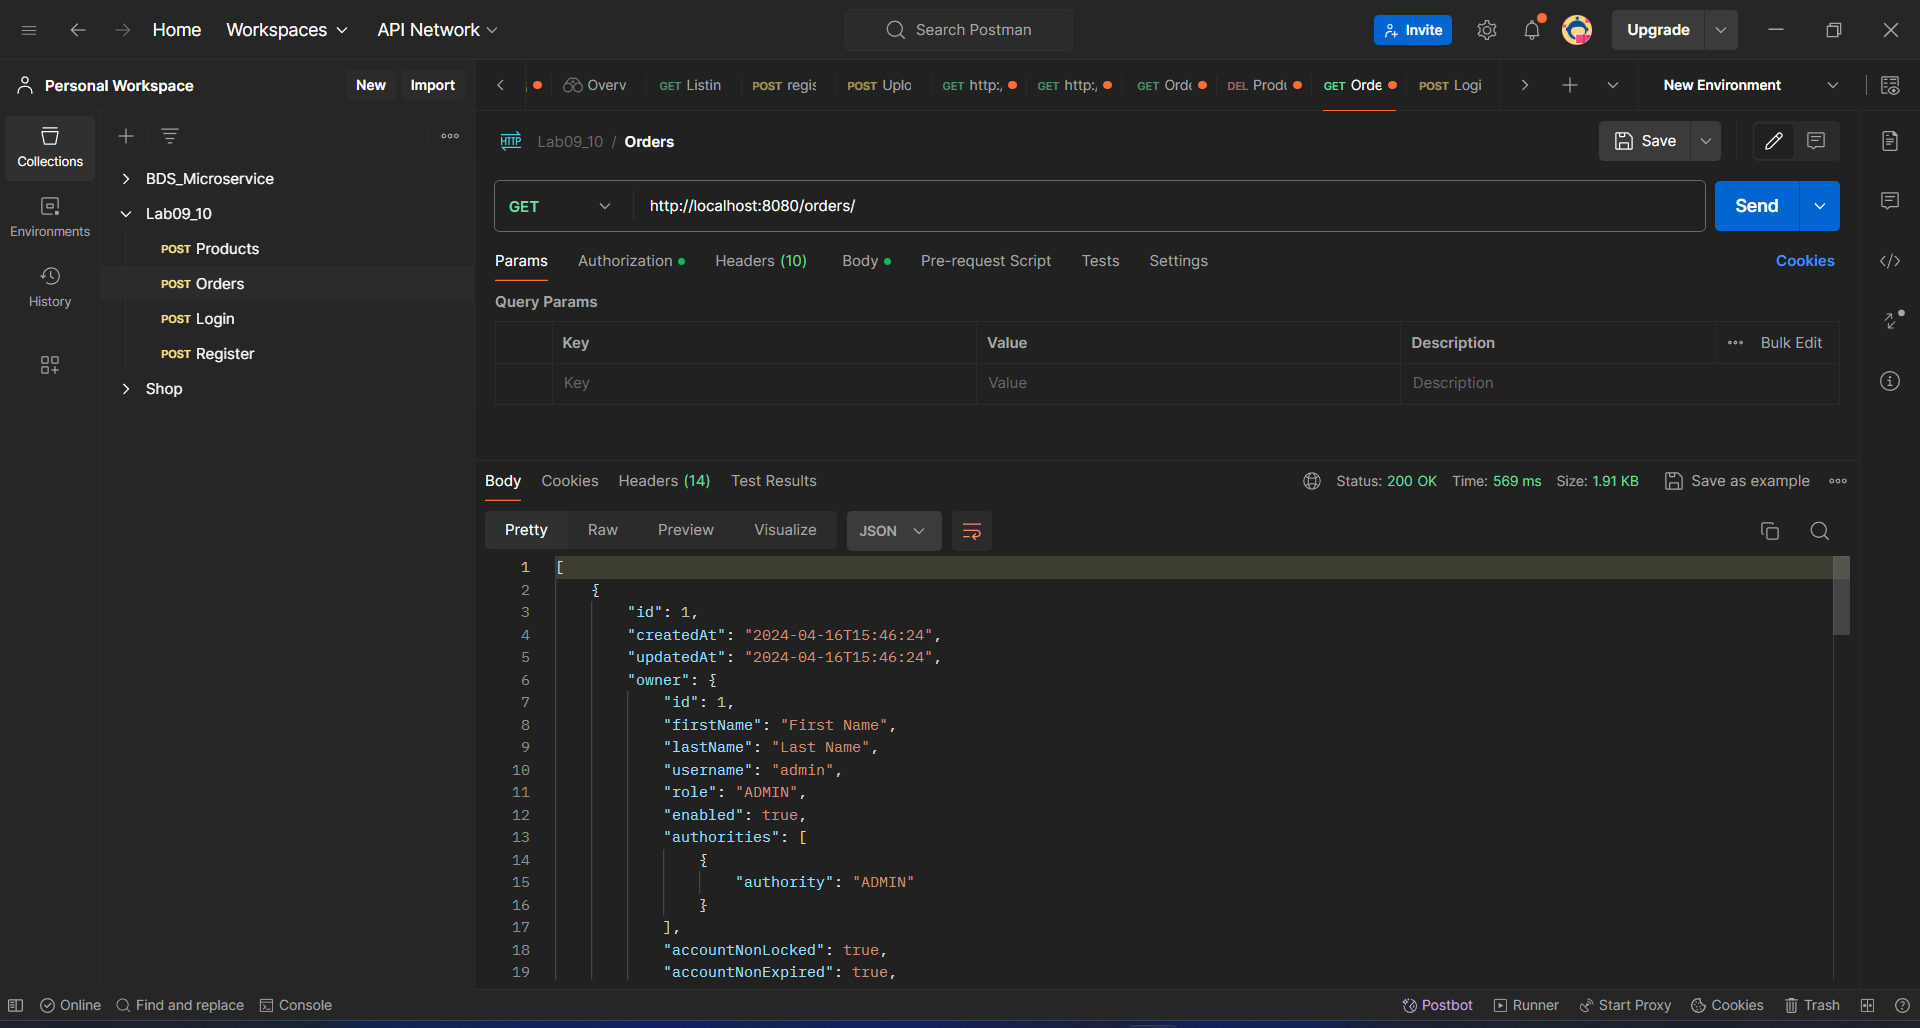 Home Workspaces API Network Search Postman Invite Upgrade
Personal Workspace New Import Overv GET Listin POST regis POST Uplo GET http:/ GET http:/ GET Orde DEL Produ GET Orde POST Logi New Environment
Collections
Environments
History
BDS_Microservice
Lab09_10
POST Products
POST Orders
POST Login
POST Register
Shop
HTTP Lab09_10 / Orders Save
GET http://localhost:8080/orders/ Send
Params Authorization Headers (10) Body Pre-request Script Tests Settings Cookies
Query Params
Key Value Description Bulk Edit
Key Value Description
Body Cookies Headers (14) Test Results Status: 200 OK Time: 569 ms Size: 1.91 KB Save as example
Pretty Raw Preview Visualize JSON
1 [
2 {
3 "id": 1,
4 "createdAt": "2024-04-16T15:46:24",
5 "updatedAt": "2024-04-16T15:46:24",
6 "owner": {
7 "id": 1,
8 "firstName": "First Name",
9 "lastName": "Last Name",
10 "username": "admin",
11 "role": "ADMIN",
12 "enabled": true,
13 "authorities": [
14 {
15 "authority": "ADMIN"
16 }
17 ],
18 "accountNonLocked": true,
19 "accountNonExpired": true,
Online Find and replace Console Postbot Runner Start Proxy Cookies Trash